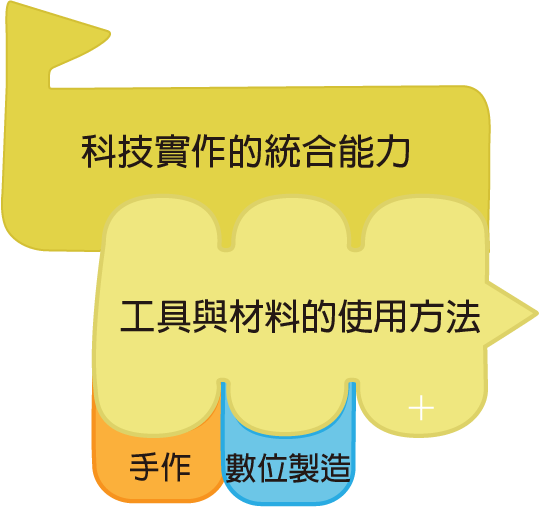 科技實作的統合能力
工具與材料的使用方法
手作
數位製造